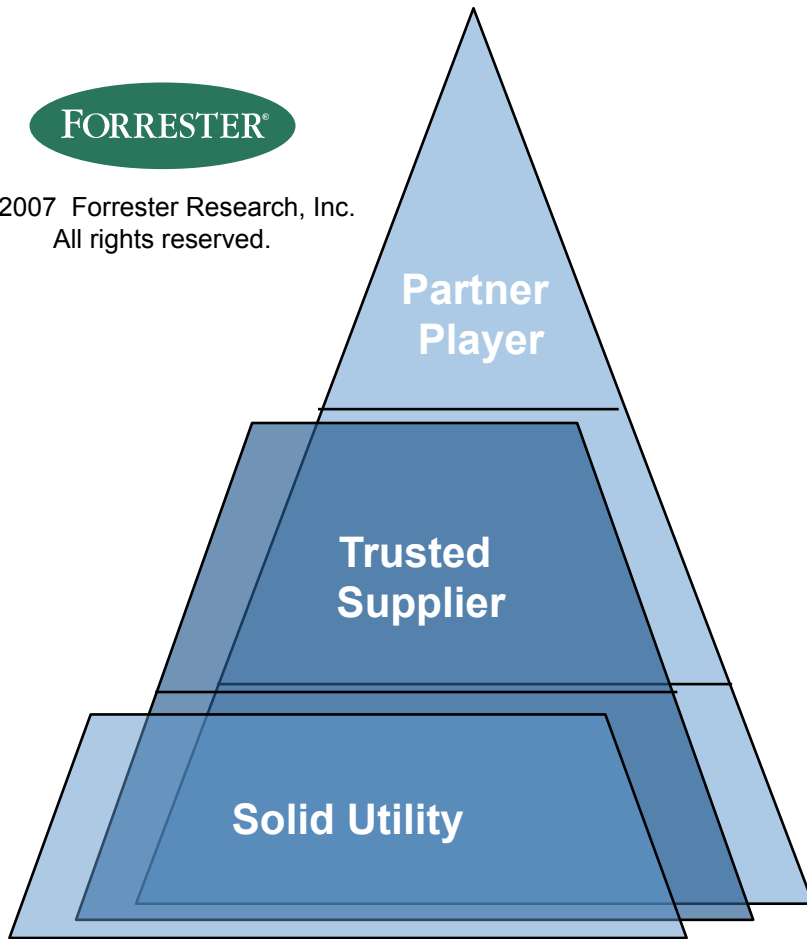 FORRESTER®
2007 Forrester Research, Inc.
All rights reserved.
Partner
Player
Trusted
Supplier
Solid Utility